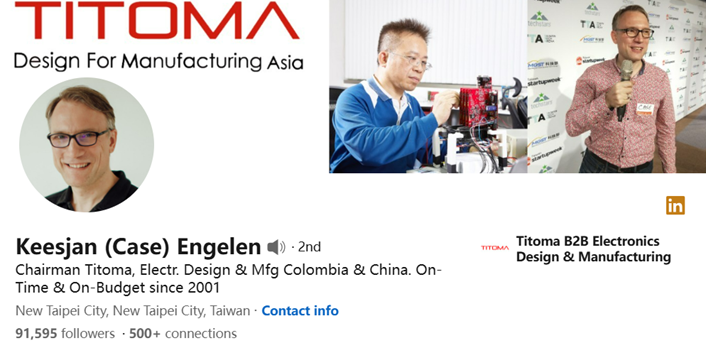 TITOMA
Design For Manufacturing Asia
CASE
Keesjan (Case) Engelen · 2nd
Chairman Titoma, Electr. Design & Mfg Colombia & China. On-
Time & On-Budget since 2001
New Taipei City, New Taipei City, Taiwan · Contact info
91,595 followers · 500+ connections
in
TITOMA
Titoma B2B Electronics
Design & Manufacturing